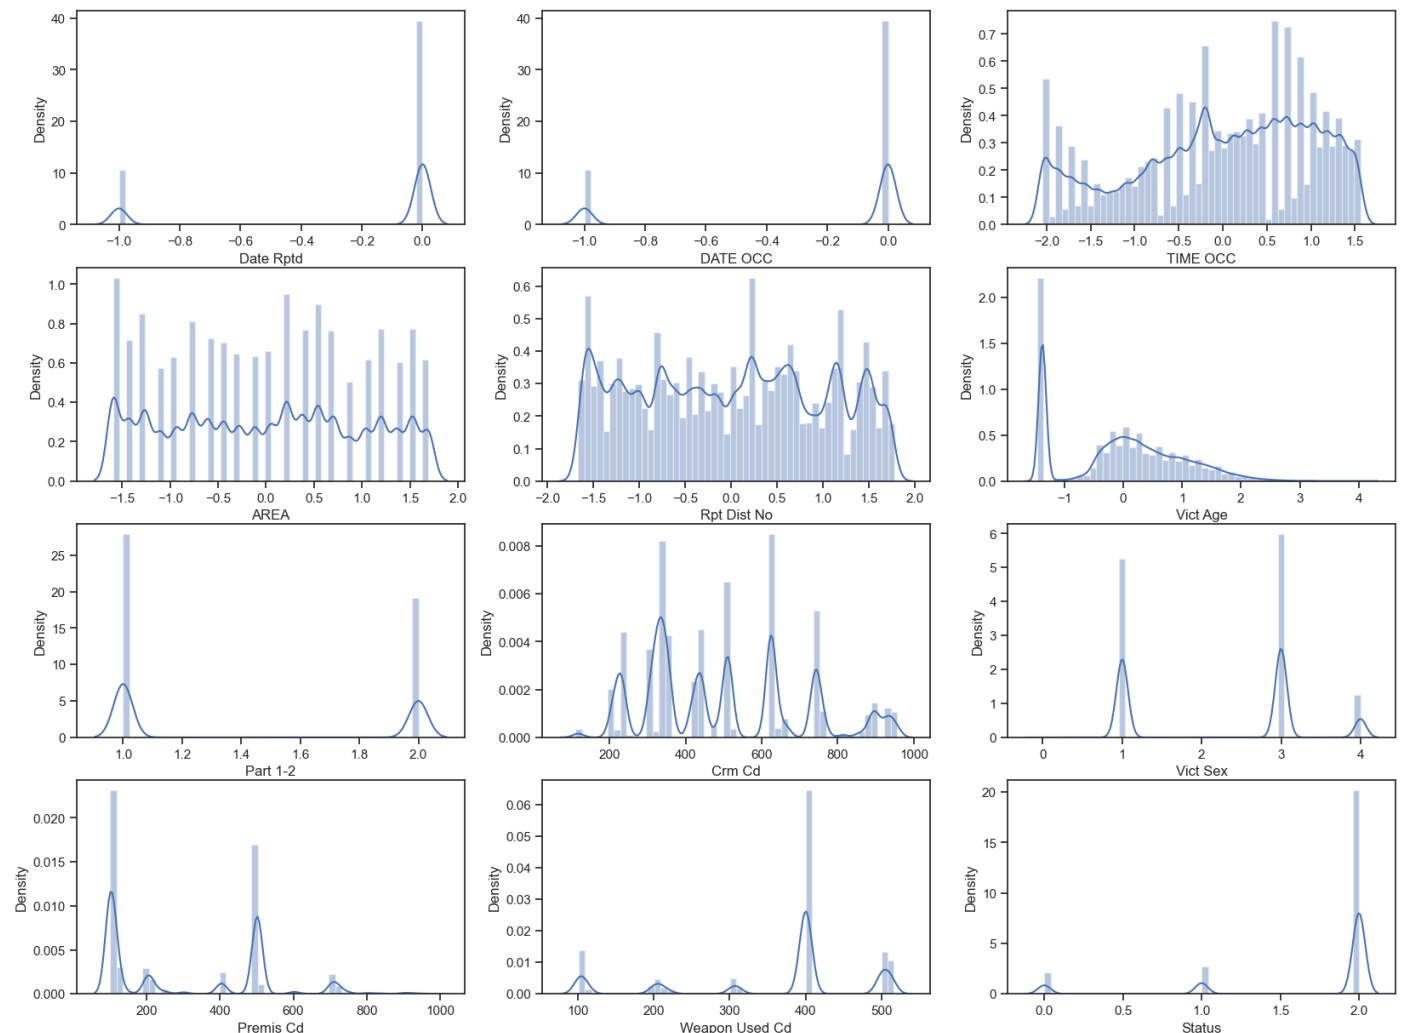 40
30
20
10
0
Density
−1.0 −0.8 −0.6 −0.4 −0.2 0.0
Date Rptd
40
30
20
10
0
Density
−1.0 −0.8 −0.6 −0.4 −0.2 0.0
DATE OCC
0.7
0.6
0.5
0.4
0.3
0.2
0.1
0.0
Density
−2.0 −1.5 −1.0 −0.5 0.0 0.5 1.0 1.5
TIME OCC
1.0
0.8
0.6
0.4
0.2
0.0
Density
−1.5 −1.0 −0.5 0.0 0.5 1.0 1.5 2.0
AREA
0.6
0.5
0.4
0.3
0.2
0.1
0.0
Density
−2.0 −1.5 −1.0 −0.5 0.0 0.5 1.0 1.5 2.0
Rpt Dist No
2.0
1.5
1.0
0.5
0.0
Density
−1 0 1 2 3 4
Vict Age
25
20
15
10
5
0
Density
1.0 1.2 1.4 1.6 1.8 2.0
Part 1-2
0.008
0.006
0.004
0.002
0.000
Density
200 400 600 800 1000
Crm Cd
6
5
4
3
2
1
0
Density
0 1 2 3 4
Vict Sex
0.020
0.015
0.010
0.005
0.000
Density
200 400 600 800 1000
Premis Cd
0.06
0.05
0.04
0.03
0.02
0.01
0.00
Density
100 200 300 400 500
Weapon Used Cd
20
15
10
5
0
Density
0.0 0.5 1.0 1.5 2.0
Status